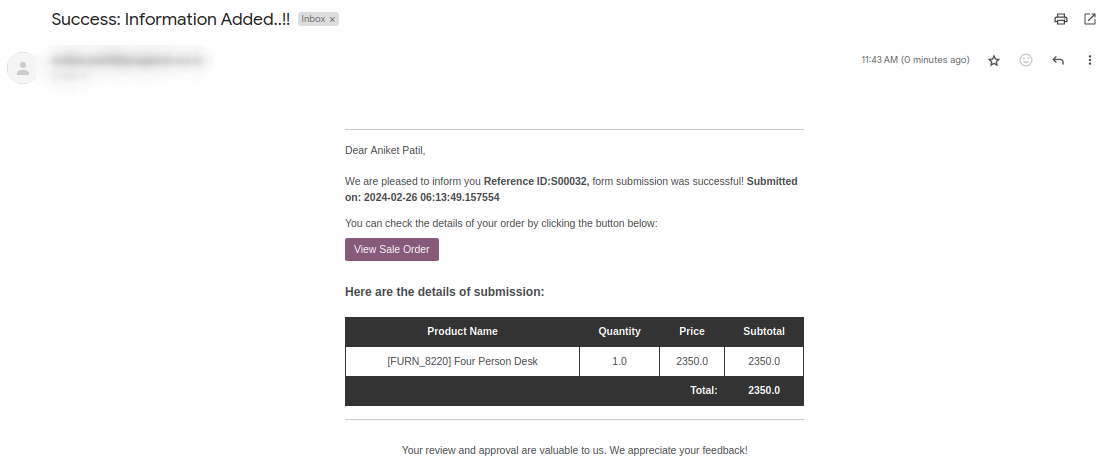 Success: Information Added..!! Inbox ×
11:43 AM (0 minutes ago)
Dear Aniket Patil,
We are pleased to inform you Reference ID:S00032, form submission was successful! Submitted
on: 2024-02-26 06:13:49.157554
You can check the details of your order by clicking the button below:
View Sale Order
Here are the details of submission:
Product Name Quantity Price Subtotal
[FURN_8220] Four Person Desk 1.0 2350.0 2350.0
Total: 2350.0
Your review and approval are valuable to us. We appreciate your feedback!